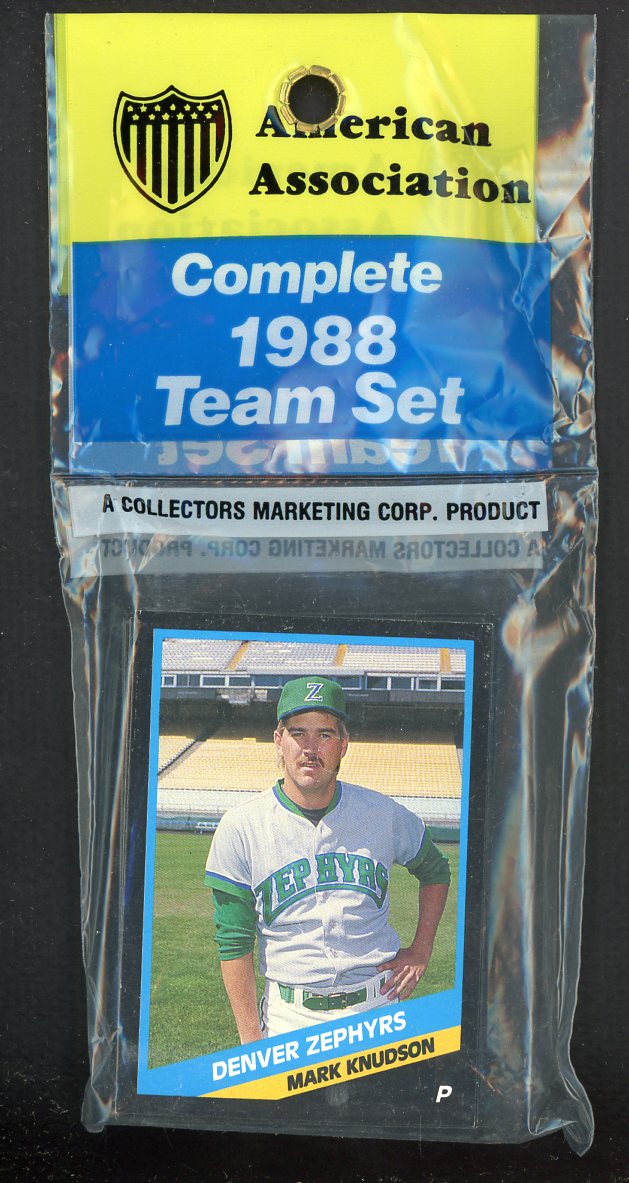 American
Association
Complete
1988
Team Set
A COLLECTORS MARKETING CORP. PRODUCT
Z
ZEPHYRS
DENVER ZEPHYRS
MARK KNUDSON
P